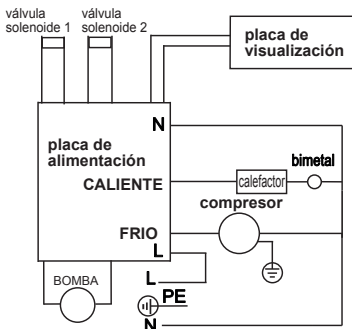 válvula
solenoide 1
válvula
solenoide 2
placa de
visualización
N
placa de
alimentación
bimetal
CALIENTE
calefactor
compresor
FRIO
L
BOMBA
L
PE
N